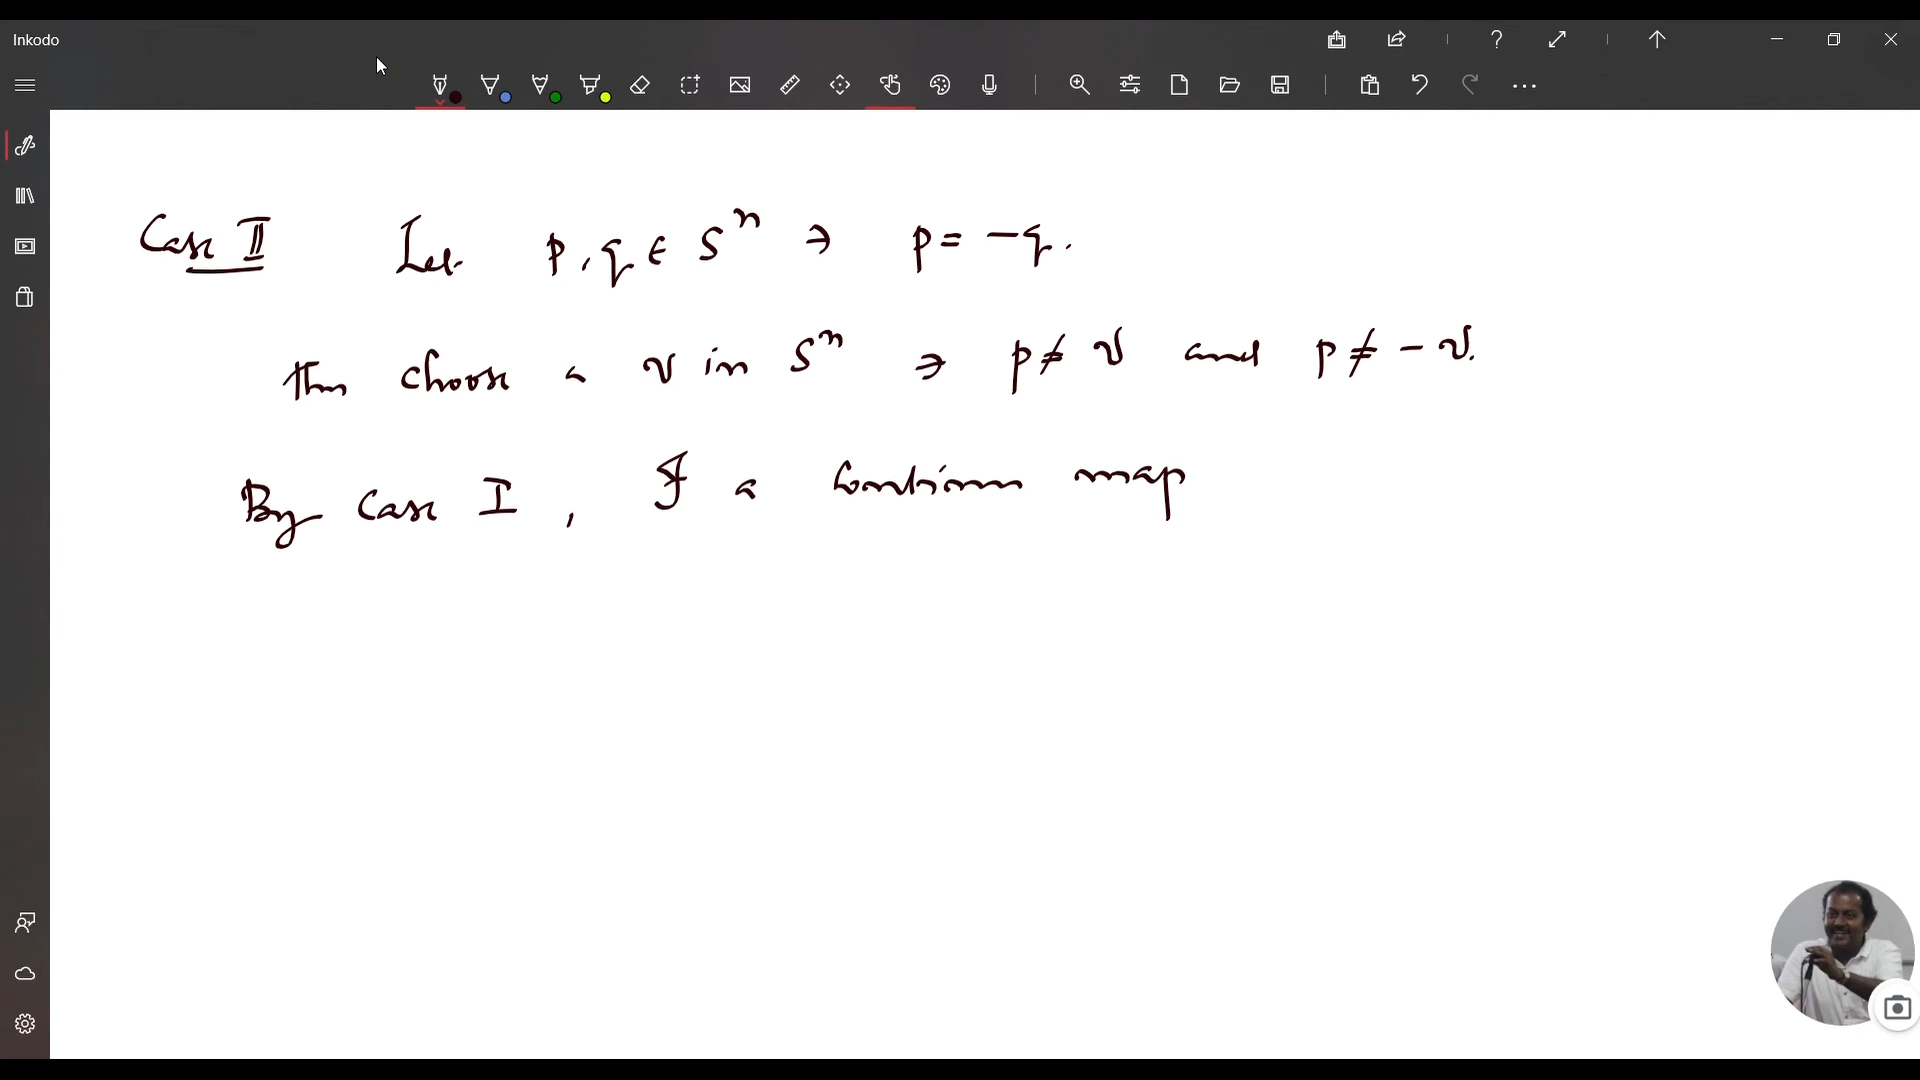 Inkodo
Case II Let p, q ∈ Sⁿ ∋ p = -q.
then choose a v in Sⁿ ∋ p ≠ v and p ≠ -v.
By Case I, ∃ a continuous map